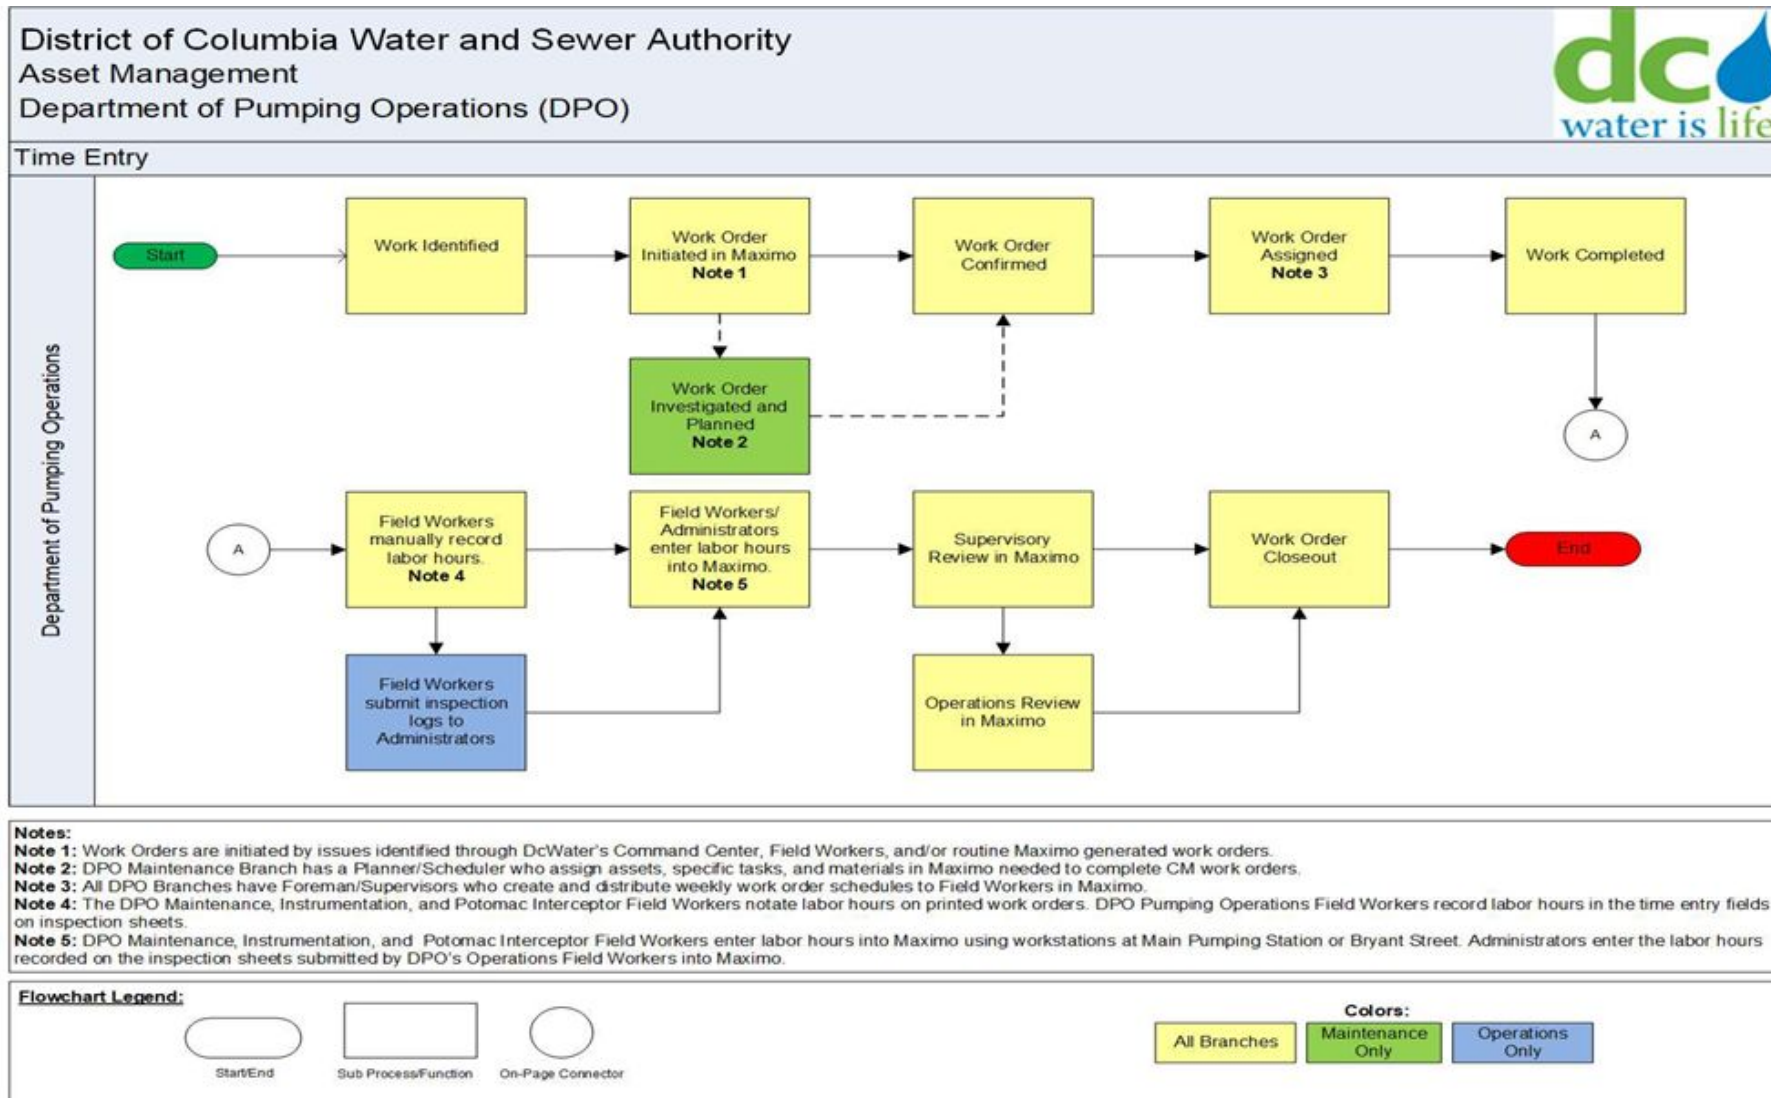 District of Columbia Water and Sewer Authority
Asset Management
Department of Pumping Operations (DPO)
dc
water is life
Time Entry
Department of Pumping Operations
Start
Work Identified
Work Order
Initiated in Maximo
Note 1
Work Order
Confirmed
Work Order
Assigned
Note 3
Work Completed
Work Order
Investigated and
Planned
Note 2
A
A
Field Workers
manually record
labor hours.
Note 4
Field Workers/
Administrators
enter labor hours
into Maximo.
Note 5
Supervisory
Review in Maximo
Work Order
Closeout
End
Field Workers
submit inspection
logs to
Administrators
Operations Review
in Maximo
Notes:
Note 1: Work Orders are initiated by issues identified through DcWater's Command Center, Field Workers, and/or routine Maximo generated work orders.
Note 2: DPO Maintenance Branch has a Planner/Scheduler who assign assets, specific tasks, and materials in Maximo needed to complete CM work orders.
Note 3: All DPO Branches have Foreman/Supervisors who create and distribute weekly work order schedules to Field Workers in Maximo.
Note 4: The DPO Maintenance, Instrumentation, and Potomac Interceptor Field Workers notate labor hours on printed work orders. DPO Pumping Operations Field Workers record labor hours in the time entry fields
on inspection sheets.
Note 5: DPO Maintenance, Instrumentation, and Potomac Interceptor Field Workers enter labor hours into Maximo using workstations at Main Pumping Station or Bryant Street. Administrators enter the labor hours
recorded on the inspection sheets submitted by DPO's Operations Field Workers into Maximo.
Flowchart Legend:
Start/End
Sub Process/Function
On-Page Connector
Colors:
All Branches
Maintenance
Only
Operations
Only